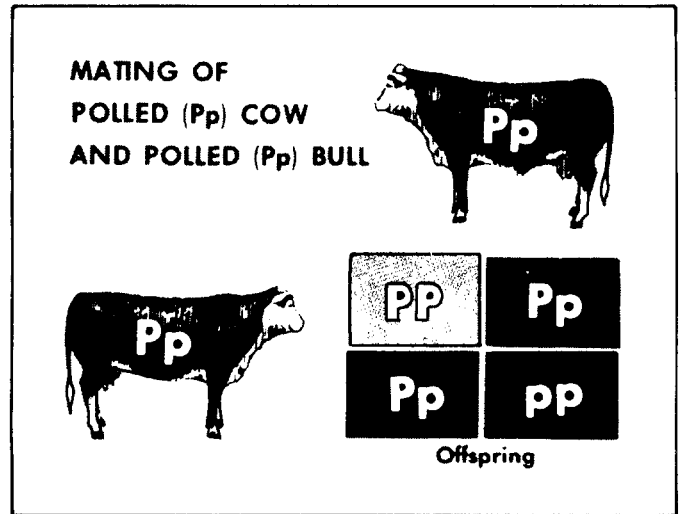 MATING OF
POLLED (Pp) COW
AND POLLED (Pp) BULL
Pp
Pp
PP
Pp
Pp
pp
Offspring